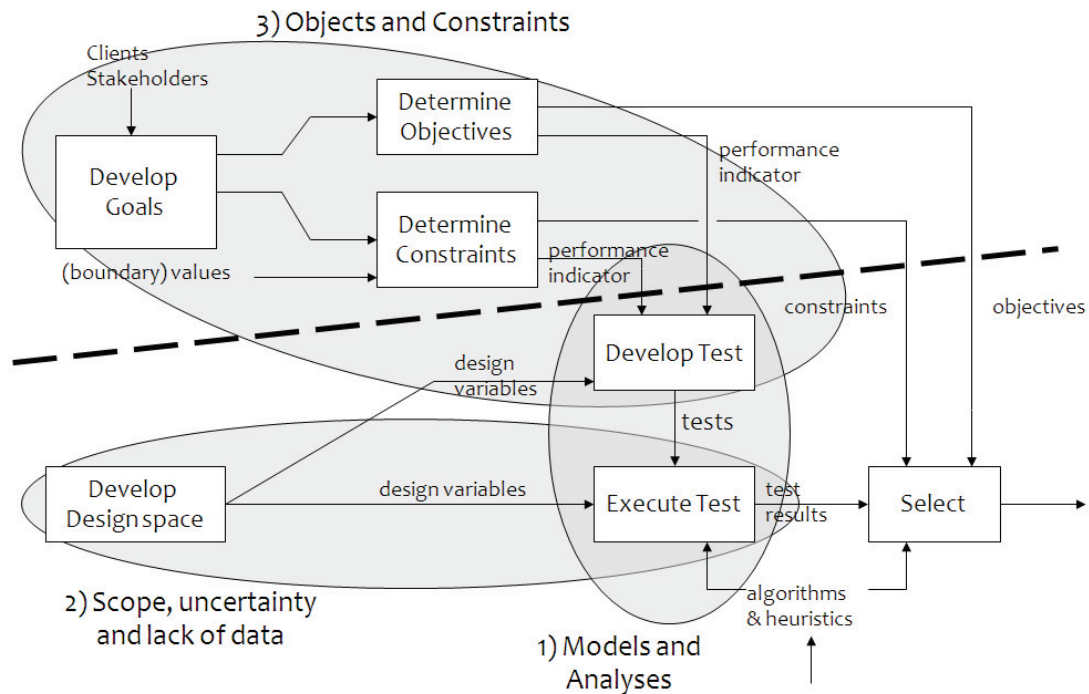 3) Objects and Constraints
Clients
Stakeholders
Determine
Objectives
Develop
Goals
performance
indicator
Determine
Constraints
performance
indicator
(boundary) values
constraints
objectives
Develop Test
design
variables
tests
Develop
Design space
design variables
Execute Test
test
results
Select
algorithms
& heuristics
2) Scope, uncertainty
and lack of data
1) Models and
Analyses